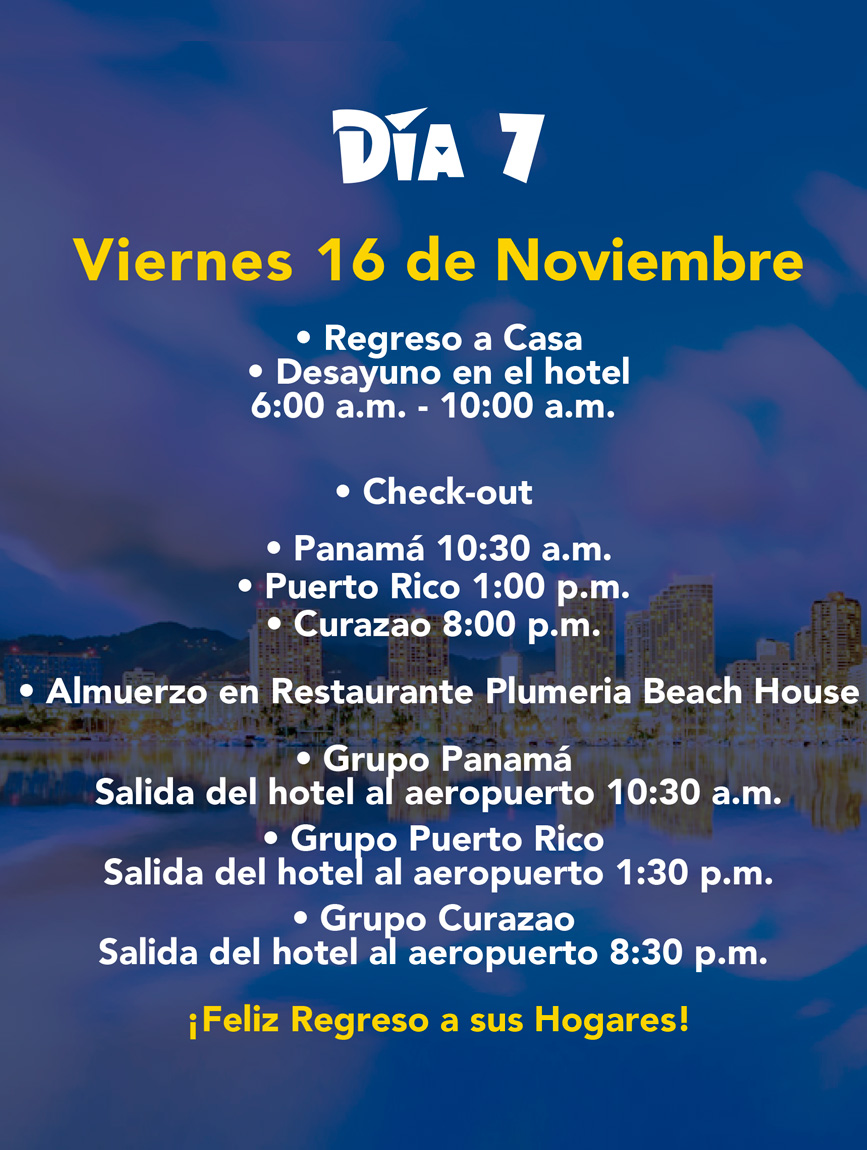 DÍA 7
Viernes 16 de Noviembre
• Regreso a Casa
• Desayuno en el hotel
6:00 a.m. - 10:00 a.m.
• Check-out
• Panamá 10:30 a.m.
• Puerto Rico 1:00 p.m.
• Curazao 8:00 p.m.
• Almuerzo en Restaurante Plumeria Beach House
• Grupo Panamá
Salida del hotel al aeropuerto 10:30 a.m.
• Grupo Puerto Rico
Salida del hotel al aeropuerto 1:30 p.m.
• Grupo Curazao
Salida del hotel al aeropuerto 8:30 p.m.
¡Feliz Regreso a sus Hogares!